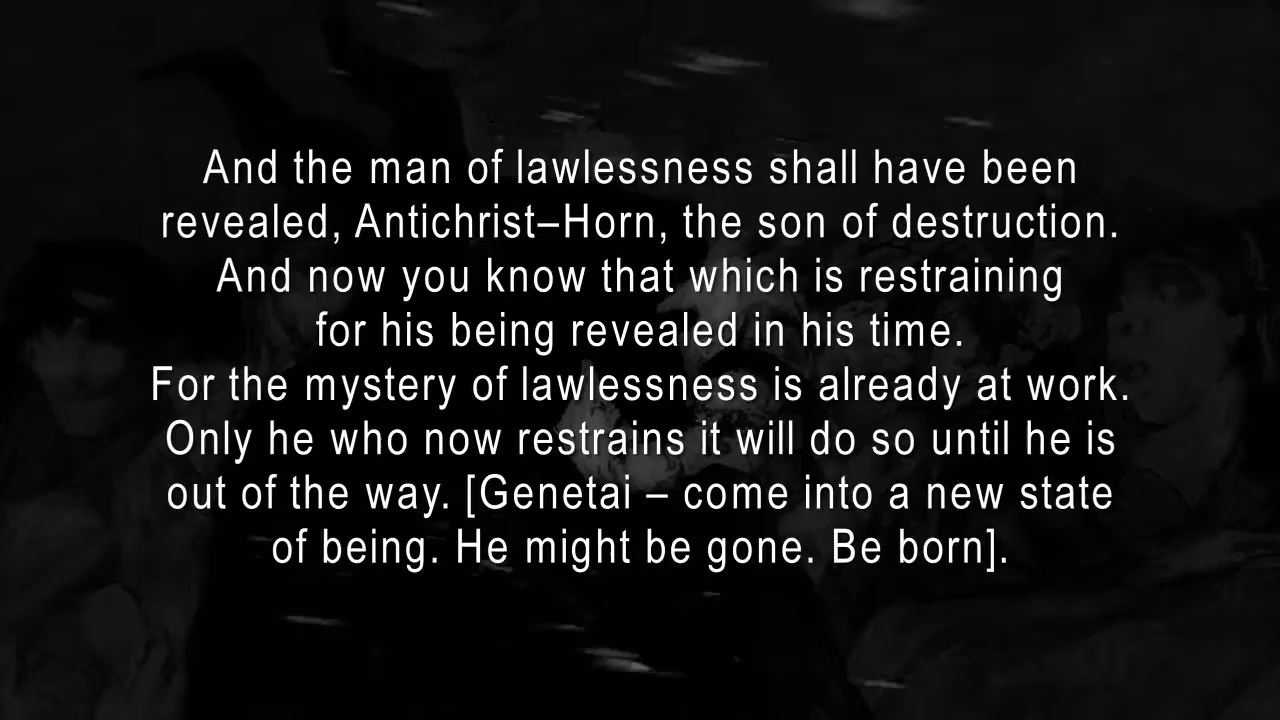 And the man of lawlessness shall have been
revealed, Antichrist–Horn, the son of destruction.
And now you know that which is restraining
for his being revealed in his time.
For the mystery of lawlessness is already at work.
Only he who now restrains it will do so until he is
out of the way. [Genetai – come into a new state
of being. He might be gone. Be born].